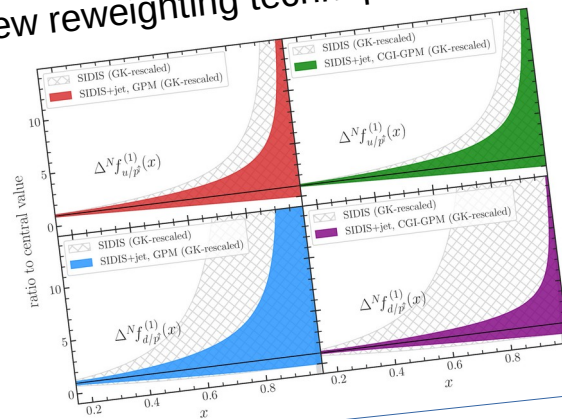 ew reweighting techniq
SIDIS (GK-rescaled)
SIDIS+jet, GPM (GK-rescaled)
SIDIS (GK-rescaled)
SIDIS+jet, CGI-GPM (GK-rescaled)
10
5
0
Δ^N f^{(1)}_{u/p↑}(x)
Δ^N f^{(1)}_{u/p↑}(x)
ratio to central value
SIDIS (GK-rescaled)
SIDIS+jet, GPM (GK-rescaled)
SIDIS (GK-rescaled)
SIDIS+jet, CGI-GPM (GK-rescaled)
10
5
0
Δ^N f^{(1)}_{d/p↑}(x)
Δ^N f^{(1)}_{d/p↑}(x)
0.2 0.4 0.6 0.8 0.2 0.4 0.6 0.8
x x